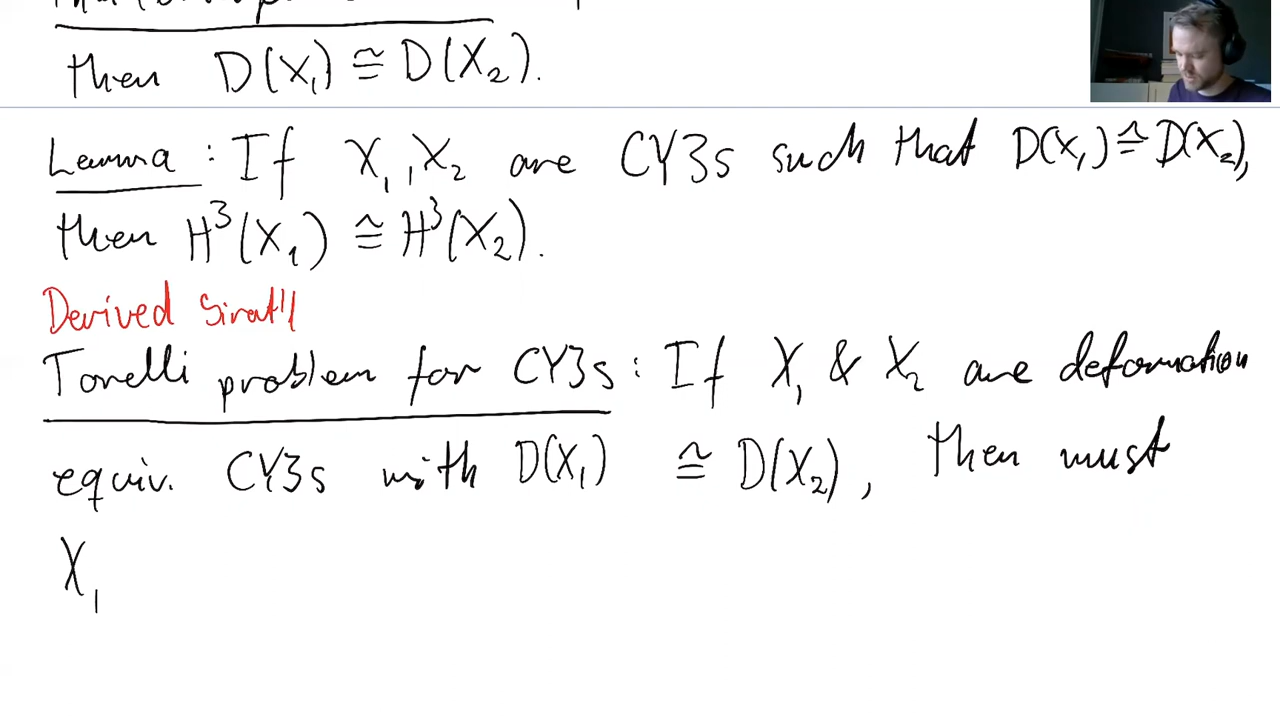 then D(X₁) ≅ D(X₂).
Lemma : If X₁, X₂ are CY3s such that D(X₁) ≅ D(X₂),
then H³(X₁) ≅ H³(X₂).
Derived
Torelli problem for CY3s : If X₁ & X₂ are deformation
equiv. CY3s with D(X₁) ≅ D(X₂), then must
X₁